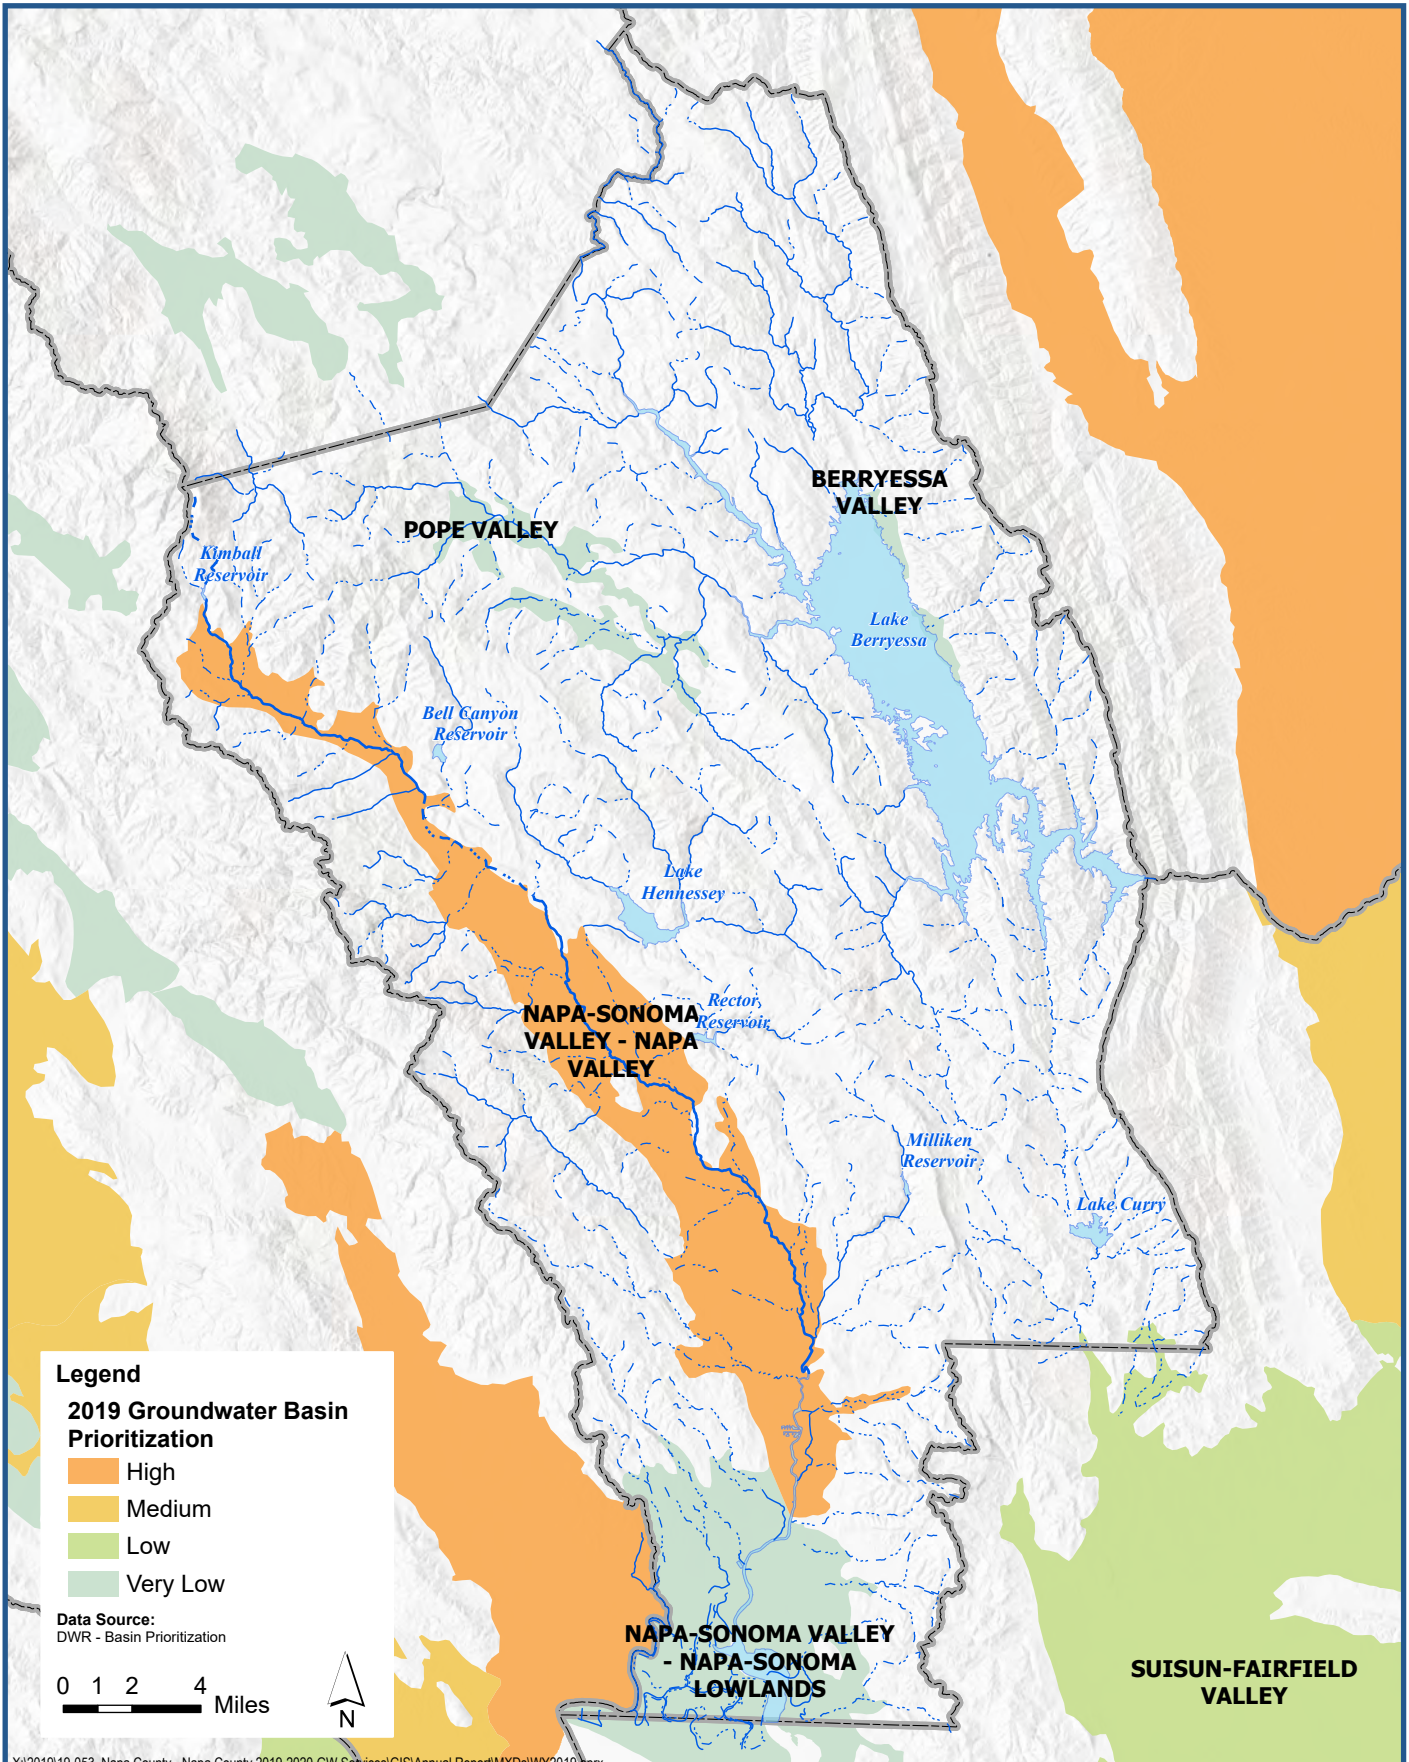 BERRYESSA
VALLEY
POPE VALLEY
Kimball
Reservoir
Lake
Berryessa
Bell Canyon
Reservoir
Lake
Hennessey
Rector
Reservoir
NAPA-SONOMA
VALLEY - NAPA
VALLEY
Milliken
Reservoir
Lake Curry
Legend
2019 Groundwater Basin
Prioritization
High
Medium
Low
Very Low
Data Source:
DWR - Basin Prioritization
0 1 2 4
Miles
N
NAPA-SONOMA VALLEY
- NAPA-SONOMA
LOWLANDS
SUISUN-FAIRFIELD
VALLEY